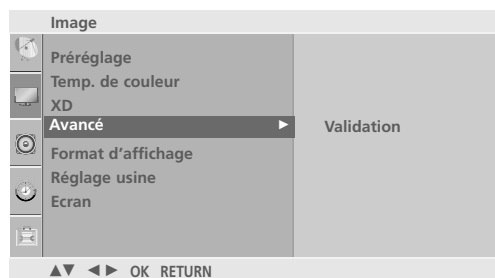 Image
Préréglage
Temp. de couleur
XD
Avancé ► Validation
Format d’affichage
Réglage usine
Ecran
▲▼ ◄► OK RETURN